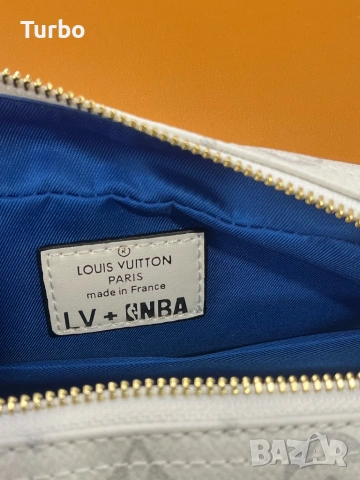 Turbo
®
LOUIS VUITTON
PARIS
made in France
LV + NBA
BAZAR